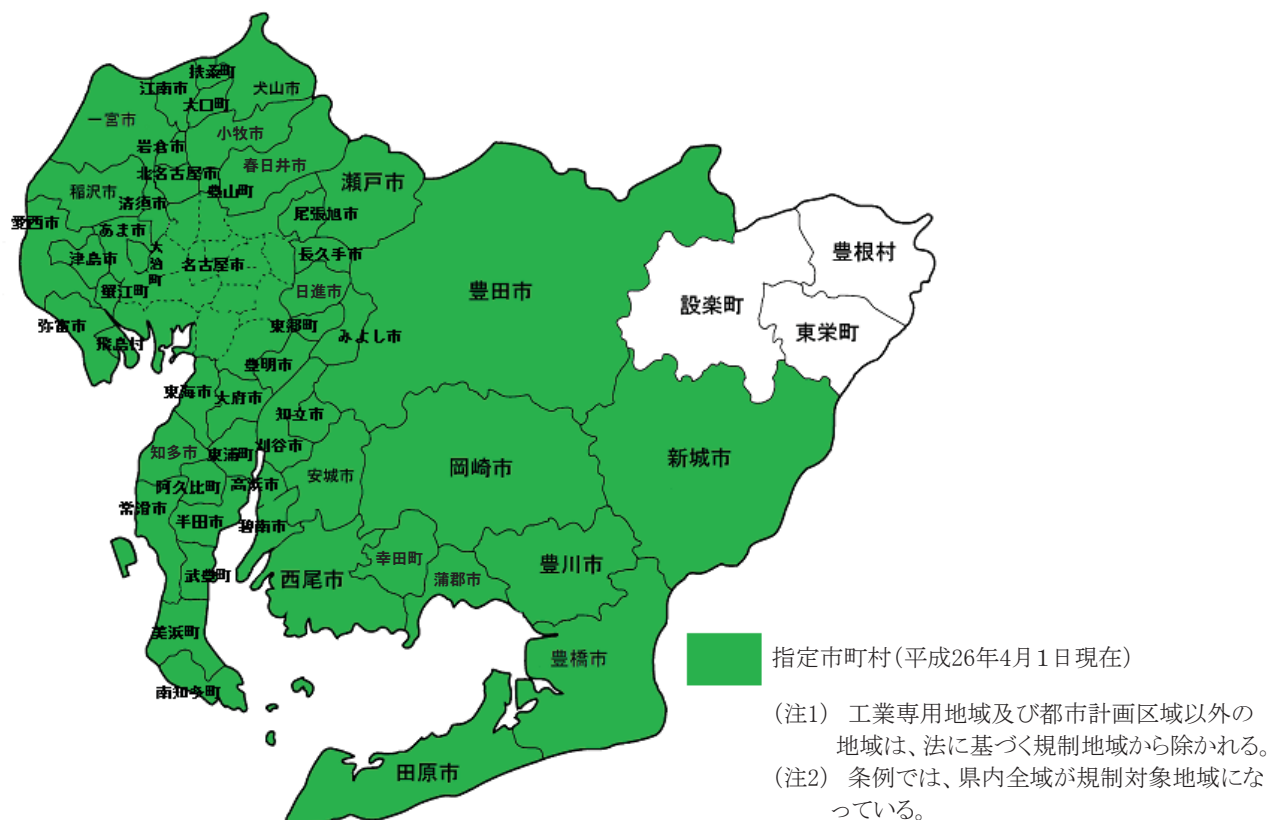 扶桑町
江南市
犬山市
大口町
一宮市
小牧市
岩倉市
春日井市
北名古屋市
瀬戸市
稲沢市
豊山町
清須市
尾張旭市
愛西市
あま市
大治町
長久手市
名古屋市
津島市
豊根村
蟹江町
日進市
豊田市
設楽町
弥富市
東郷町
東栄町
飛島村
みよし市
豊明市
東海市
大府市
知立市
刈谷市
知多市
東浦町
新城市
岡崎市
安城市
阿久比町
高浜市
常滑市
半田市
碧南市
幸田町
豊川市
武豊町
西尾市
蒲郡市
美浜町
豊橋市
南知多町
田原市
指定市町村(平成26年4月1日現在)
(注1) 工業専用地域及び都市計画区域以外の
地域は、法に基づく規制地域から除かれる。
(注2) 条例では、県内全域が規制対象地域にな
っている。